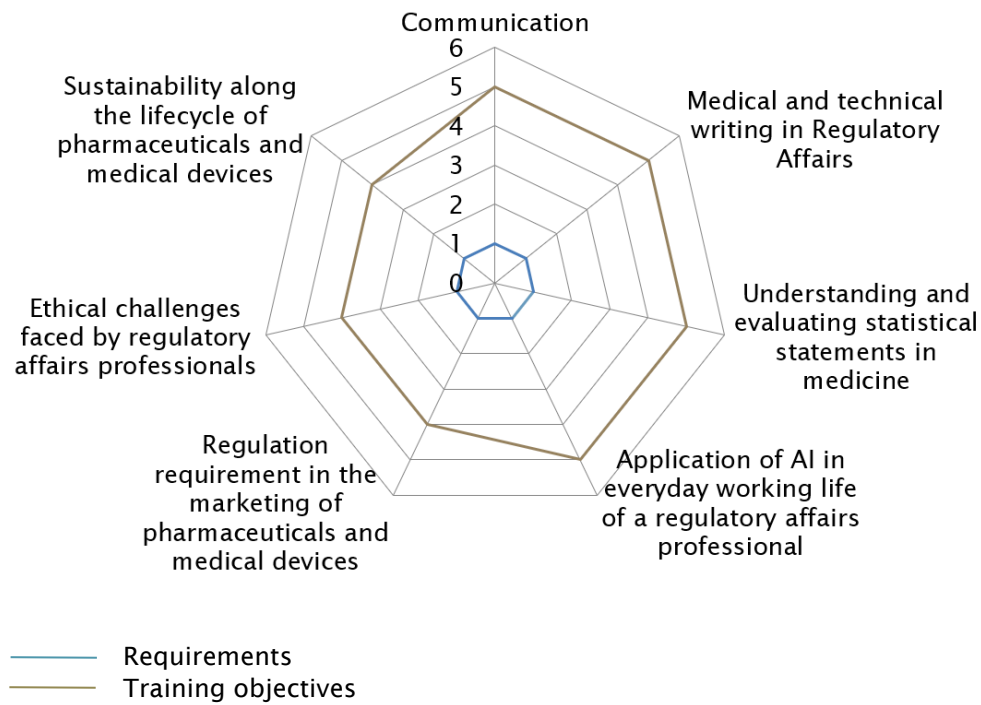 Communication
6
5
4
3
2
1
0
Medical and technical
writing in Regulatory
Affairs
Understanding and
evaluating statistical
statements in
medicine
Application of AI in
everyday working life
of a regulatory affairs
professional
Regulation
requirement in the
marketing of
pharmaceuticals and
medical devices
Ethical challenges
faced by regulatory
affairs professionals
Sustainability along
the lifecycle of
pharmaceuticals and
medical devices
Requirements
Training objectives